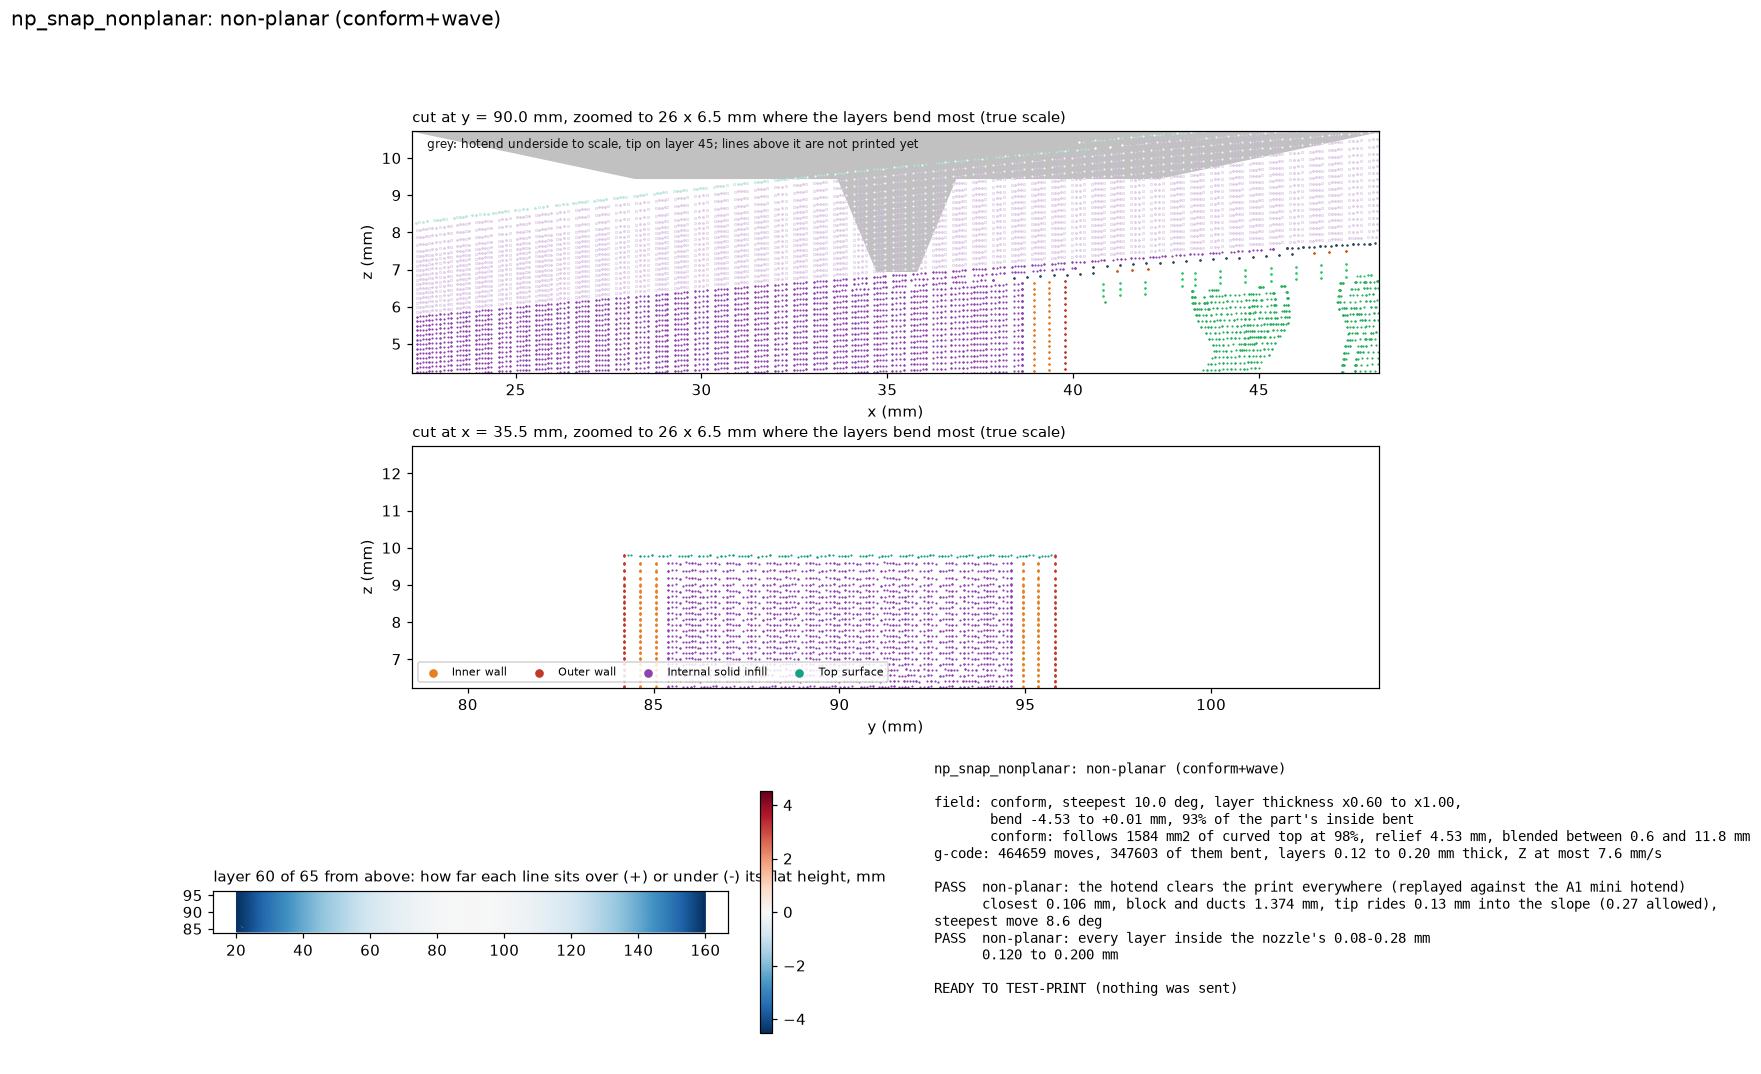 np_snap_nonplanar: non-planar (conform+wave)
cut at y = 90.0 mm, zoomed to 26 x 6.5 mm where the layers bend most (true scale)
grey: hotend underside to scale, tip on layer 45; lines above it are not printed yet
10
9
8
7
6
5
z (mm)
25 30 35 40 45
x (mm)
cut at x = 35.5 mm, zoomed to 26 x 6.5 mm where the layers bend most (true scale)
12
11
10
9
8
7
z (mm)
Inner wall Outer wall Internal solid infill Top surface
80 85 90 95 100
y (mm)
layer 60 of 65 from above: how far each line sits over (+) or under (-) its flat height, mm
95
90
85
20 40 60 80 100 120 140 160
4
2
0
−2
−4
np_snap_nonplanar: non-planar (conform+wave)
field: conform, steepest 10.0 deg, layer thickness x0.60 to x1.00,
bend -4.53 to +0.01 mm, 93% of the part's inside bent
conform: follows 1584 mm2 of curved top at 98%, relief 4.53 mm, blended between 0.6 and 11.8 mm
g-code: 464659 moves, 347603 of them bent, layers 0.12 to 0.20 mm thick, Z at most 7.6 mm/s
PASS non-planar: the hotend clears the print everywhere (replayed against the A1 mini hotend)
closest 0.106 mm, block and ducts 1.374 mm, tip rides 0.13 mm into the slope (0.27 allowed),
steepest move 8.6 deg
PASS non-planar: every layer inside the nozzle's 0.08-0.28 mm
0.120 to 0.200 mm
READY TO TEST-PRINT (nothing was sent)